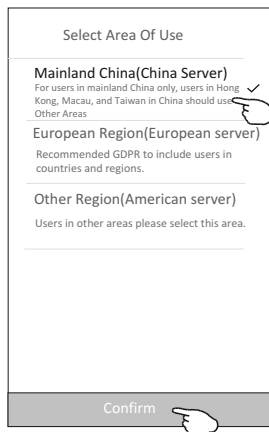 Select Area Of Use
Mainland China(China Server)
For users in mainland China only, users in Hong
Kong, Macau, and Taiwan in China should use
Other Areas
European Region(European server)
Recommended GDPR to include users in
countries and regions.
Other Region(American server)
Users in other areas please select this area.
Confirm